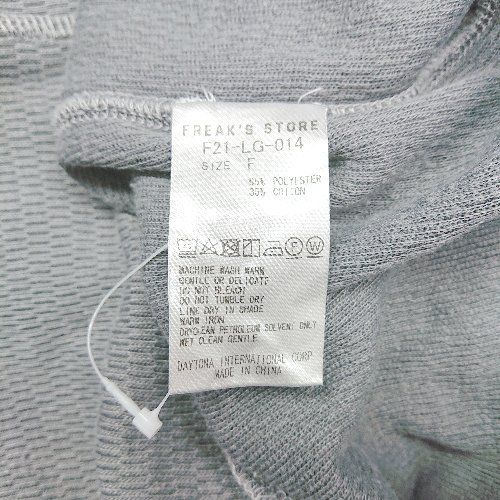 FREAK'S STORE
F21-LG-014
SIZE F
65% POLYESTER
35% COTTON
MACHINE WASH WARM
GENTLE OR DELICATE
DO NOT BLEACH
DO NOT TUMBLE DRY
LINE DRY IN SHADE
WARM IRON
DRYCLEAN PETROLEUM SOLVENT ONLY
WET CLEAN GENTLE
DAYTONA INTERNATIONAL CORP
MADE IN CHINA